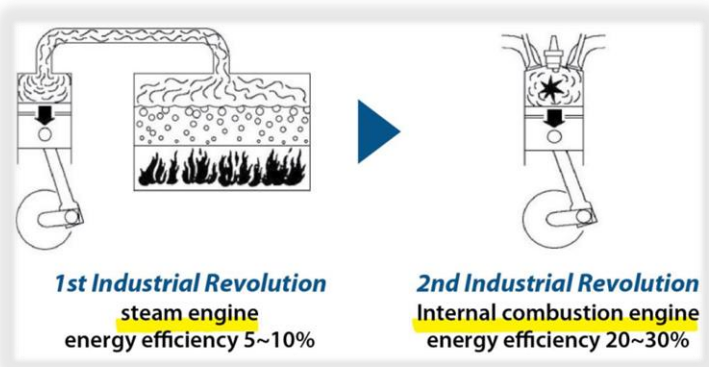 1st Industrial Revolution
steam engine
energy efficiency 5~10%
2nd Industrial Revolution
Internal combustion engine
energy efficiency 20~30%